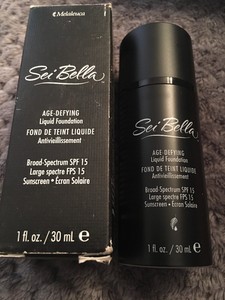 Melaleuca
Sei Bella
AGE-DEFYING
Liquid Foundation
FOND DE TEINT LIQUIDE
Antivieillissement
Broad-Spectrum SPF 15
Large spectre FPS 15
Sunscreen • Écran Solaire
1 fl. oz. / 30 mL e
Sei Bella
AGE-DEFYING
Liquid Foundation
FOND DE TEINT LIQUIDE
Antivieillissement
Broad-Spectrum SPF 15
Large spectre FPS 15
Sunscreen • Écran Solaire
1 fl. oz. / 30 mL e